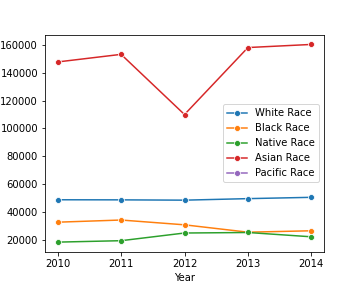 160000
140000
120000
100000
80000
60000
40000
20000
White Race
Black Race
Native Race
Asian Race
Pacific Race
2010 2011 2012 2013 2014
Year